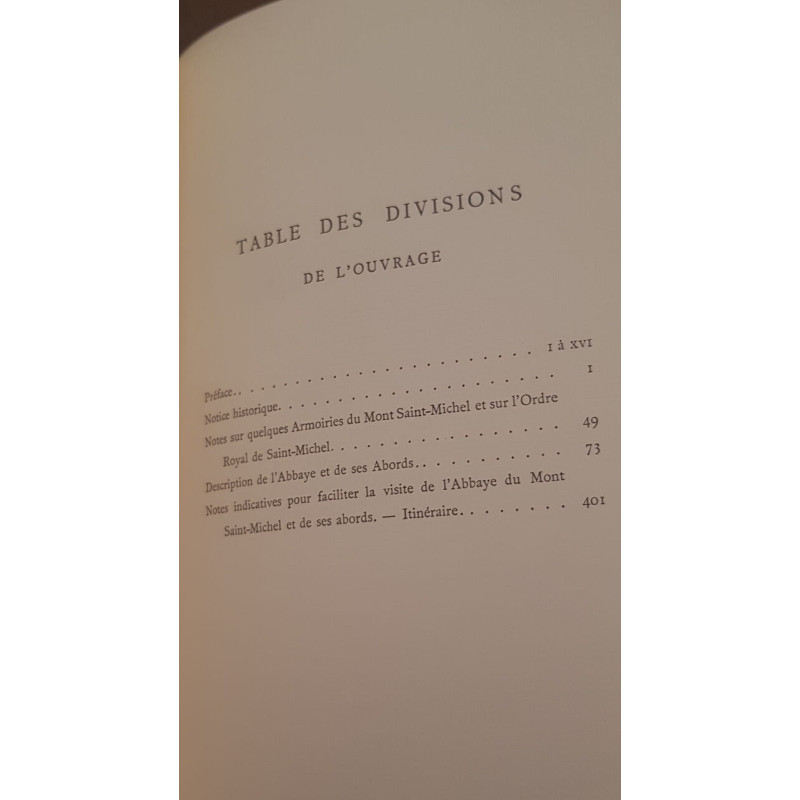 TABLE DES DIVISIONS
DE L'OUVRAGE
Préface. . . . . . . . . . . . . . . . . . . . . . I à XVI
Notice historique. . . . . . . . . . . . . . . . . . . . 1
Notes sur quelques Armoiries du Mont Saint-Michel et sur l'Ordre
Royal de Saint-Michel. . . . . . . . . . . . . . . . 49
Description de l'Abbaye et de ses Abords. . . . . . . . . . . 73
Notes indicatives pour faciliter la visite de l'Abbaye du Mont
Saint-Michel et de ses abords. — Itinéraire. . . . . . . . 401